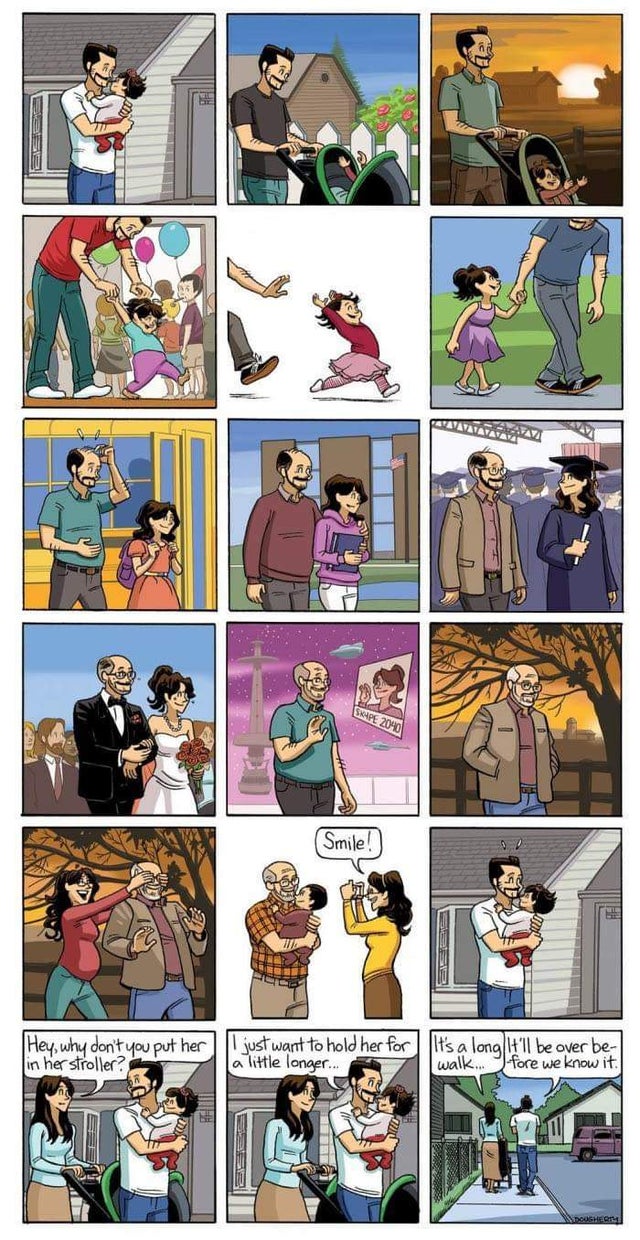 SKYPE 2040
Smile!
Hey, why don't you put her
in her stroller?
I just want to hold her for
a little longer...
It's a long
walk...
It'll be over be-
fore we know it.
DOUGHERTY